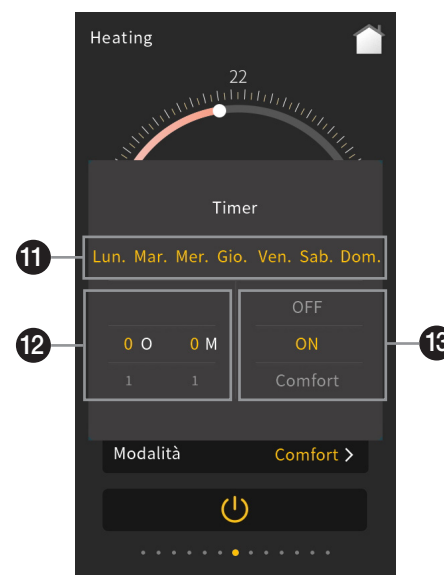 Heating
22
Timer
11
Lun. Mar. Mer. Gio. Ven. Sab. Dom.
OFF
12
0 O 0 M
ON
13
1 1
Comfort
Modalità Comfort >